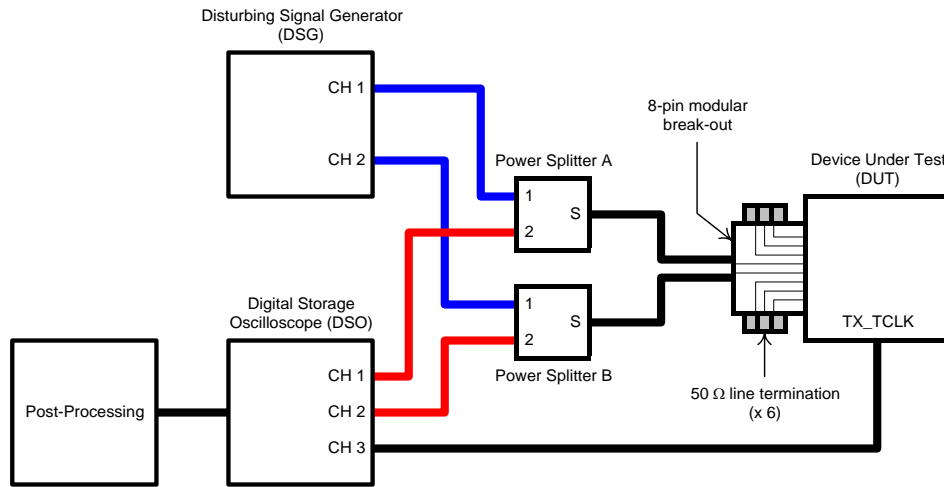 Disturbing Signal Generator
(DSG)
CH 1
CH 2
8-pin modular
break-out
Power Splitter A
1
2
S
Device Under Test
(DUT)
TX_TCLK
Digital Storage
Oscilloscope (DSO)
CH 1
CH 2
CH 3
1
2
S
Power Splitter B
50 Ω line termination
(x 6)
Post-Processing